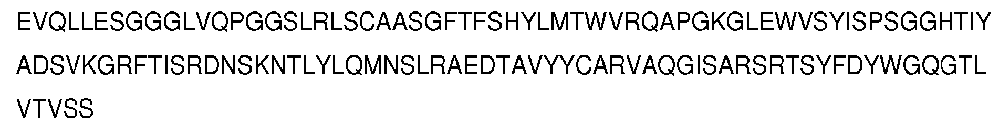 EVQLLESGGGLVQPGGSLRLSCAASGFTFSHYLMTWVRQAPGKGLEWVSYISPSGGHTIY
ADSVKGRFTISRDNSKNTLYLQMNSLRAEDTAVYYCARVAQGISARSRTSYFDYWGQGTL
VTVSS